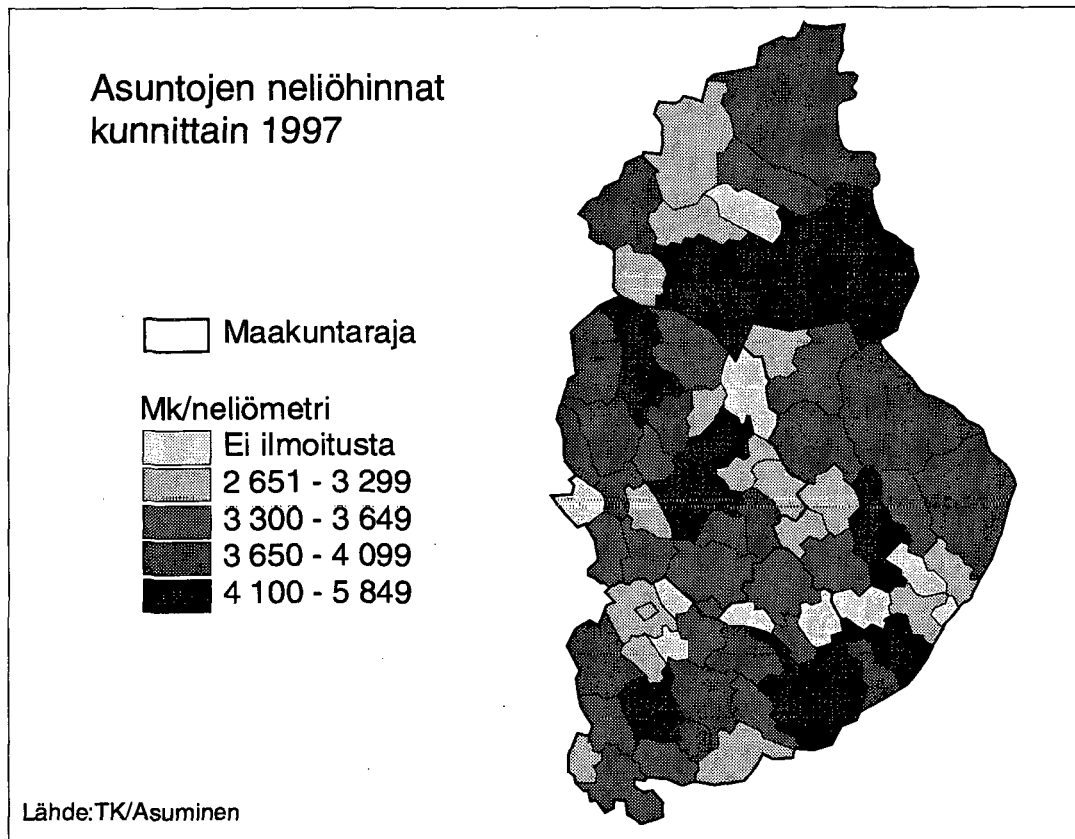 Asuntojen neliöhinnat
kunnittain 1997
Maakuntaraja
Mk/neliömetri
Ei ilmoitusta
2 651 - 3 299
3 300 - 3 649
3 650 - 4 099
4 100 - 5 849
Lähde:TK/Asuminen